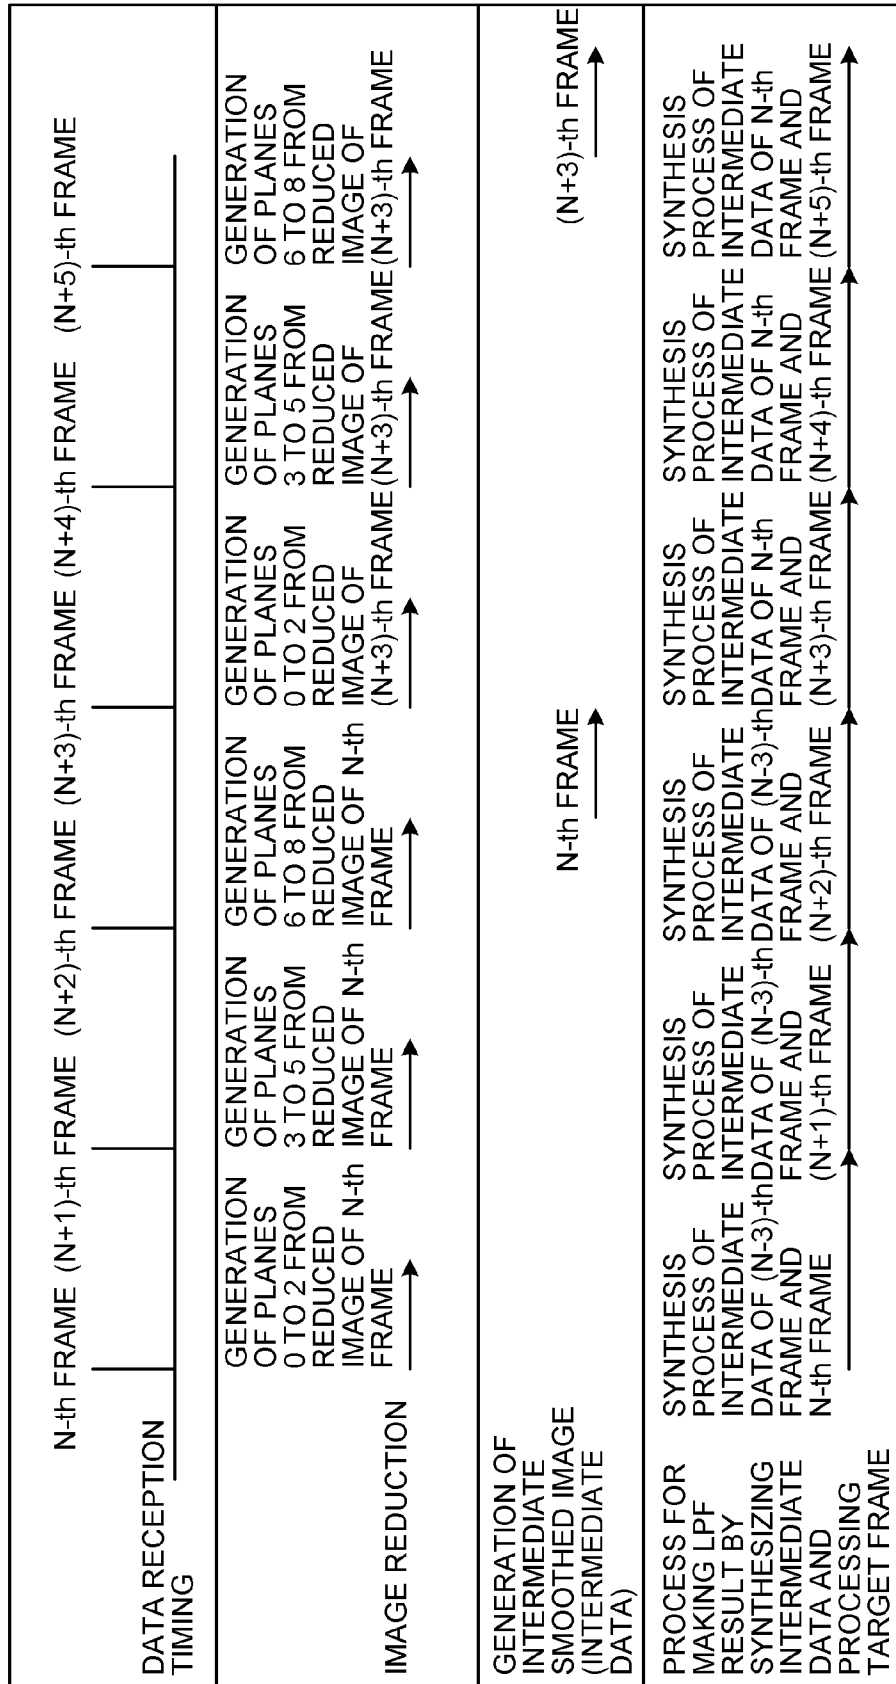 DATA RECEPTION
TIMING
N-th FRAME
(N+1)-th FRAME
(N+2)-th FRAME
(N+3)-th FRAME
(N+4)-th FRAME
(N+5)-th FRAME
IMAGE REDUCTION
GENERATION
OF PLANES
0 TO 2 FROM
REDUCED
IMAGE OF N-th
FRAME
GENERATION
OF PLANES
3 TO 5 FROM
REDUCED
IMAGE OF N-th
FRAME
GENERATION
OF PLANES
6 TO 8 FROM
REDUCED
IMAGE OF N-th
FRAME
GENERATION
OF PLANES
0 TO 2 FROM
REDUCED
IMAGE OF
(N+3)-th FRAME
GENERATION
OF PLANES
3 TO 5 FROM
REDUCED
IMAGE OF
(N+3)-th FRAME
GENERATION
OF PLANES
6 TO 8 FROM
REDUCED
IMAGE OF
(N+3)-th FRAME
GENERATION OF
INTERMEDIATE
SMOOTHED IMAGE
(INTERMEDIATE
DATA)
N-th FRAME
(N+3)-th FRAME
PROCESS FOR
MAKING LPF
RESULT BY
SYNTHESIZING
INTERMEDIATE
DATA AND
PROCESSING
TARGET FRAME
SYNTHESIS
PROCESS OF
INTERMEDIATE
DATA OF (N-3)-th
FRAME AND
N-th FRAME
SYNTHESIS
PROCESS OF
INTERMEDIATE
DATA OF (N-3)-th
FRAME AND
(N+1)-th FRAME
SYNTHESIS
PROCESS OF
INTERMEDIATE
DATA OF (N-3)-th
FRAME AND
(N+2)-th FRAME
SYNTHESIS
PROCESS OF
INTERMEDIATE
DATA OF N-th
FRAME AND
(N+3)-th FRAME
SYNTHESIS
PROCESS OF
INTERMEDIATE
DATA OF N-th
FRAME AND
(N+4)-th FRAME
SYNTHESIS
PROCESS OF
INTERMEDIATE
DATA OF N-th
FRAME AND
(N+5)-th FRAME